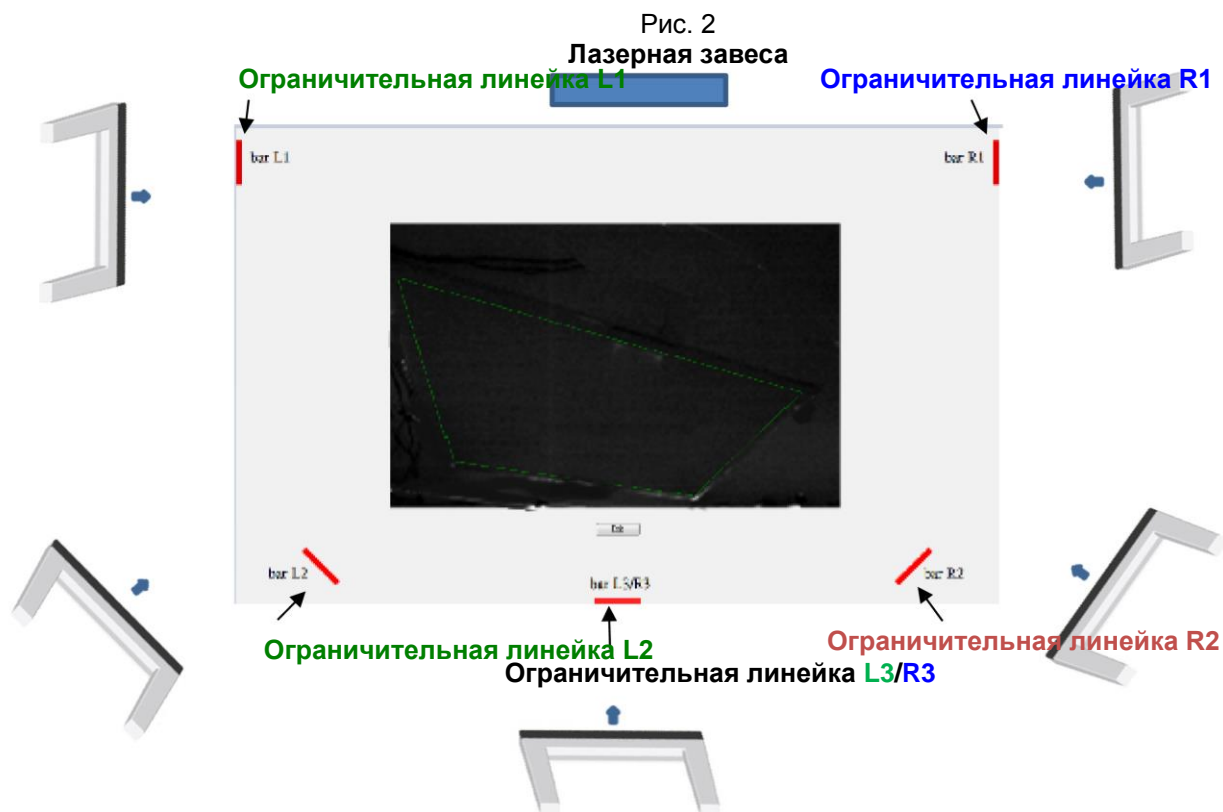 Рис. 2
Лазерная завеса
Ограничительная линейка L1
Ограничительная линейка R1
bar L1
bar R1
Exit
bar L2
bar L3/R3
bar R2
Ограничительная линейка L2
Ограничительная линейка R2
Ограничительная линейка L3/R3